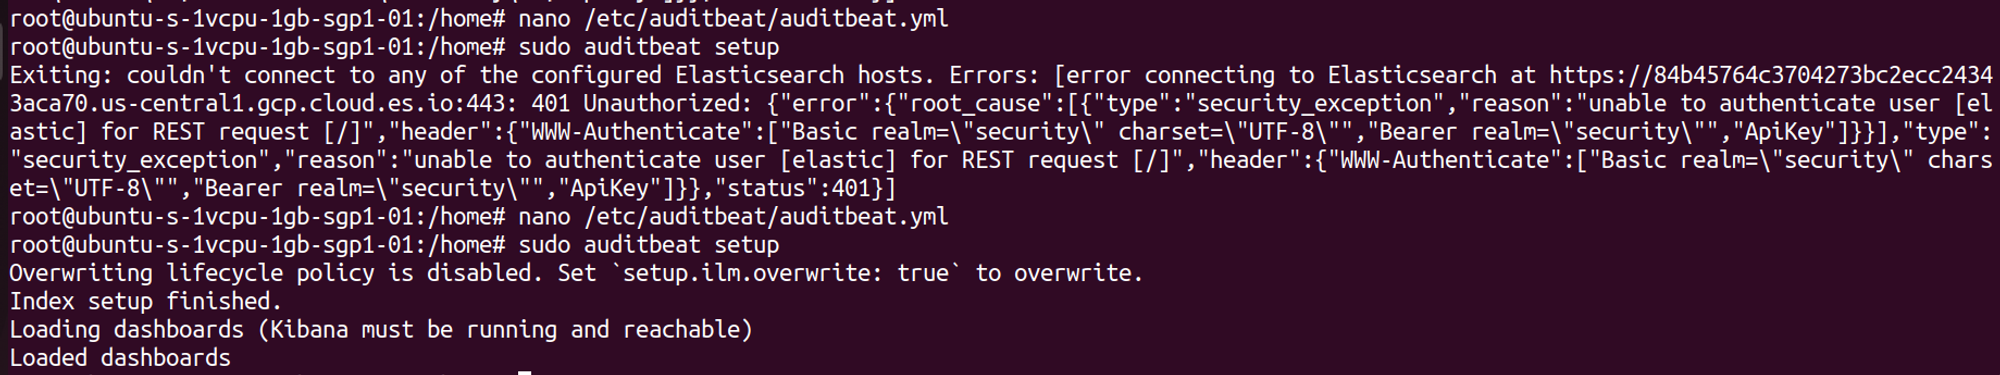 root@ubuntu-s-1vcpu-1gb-sgp1-01:/home# nano /etc/auditbeat/auditbeat.yml
root@ubuntu-s-1vcpu-1gb-sgp1-01:/home# sudo auditbeat setup
Exiting: couldn't connect to any of the configured Elasticsearch hosts. Errors: [error connecting to Elasticsearch at https://84b45764c3704273bc2ecc2434
3aca70.us-central1.gcp.cloud.es.io:443: 401 Unauthorized: {"error":{"root_cause":[{"type":"security_exception","reason":"unable to authenticate user [el
astic] for REST request [/]","header":{"WWW-Authenticate":["Basic realm=\"security\" charset=\"UTF-8\"","Bearer realm=\"security\"","ApiKey"]}}],"type":
"security_exception","reason":"unable to authenticate user [elastic] for REST request [/]","header":{"WWW-Authenticate":["Basic realm=\"security\" chars
et=\"UTF-8\"","Bearer realm=\"security\"","ApiKey"]}},"status":401}]
root@ubuntu-s-1vcpu-1gb-sgp1-01:/home# nano /etc/auditbeat/auditbeat.yml
root@ubuntu-s-1vcpu-1gb-sgp1-01:/home# sudo auditbeat setup
Overwriting lifecycle policy is disabled. Set `setup.ilm.overwrite: true` to overwrite.
Index setup finished.
Loading dashboards (Kibana must be running and reachable)
Loaded dashboards